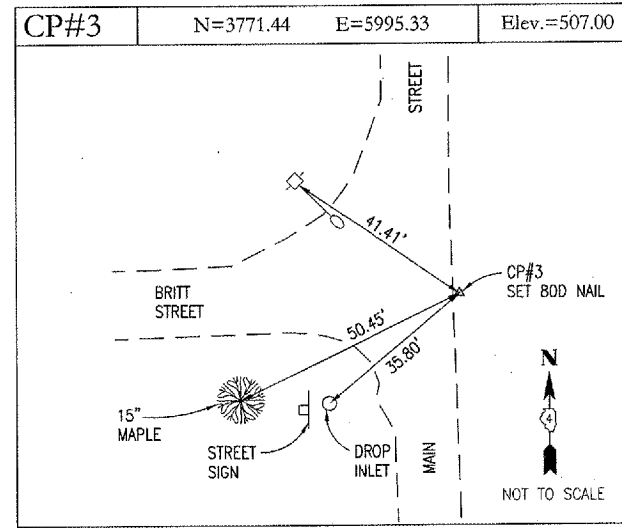 CP#3
N=3771.44 E=5995.33
Elev.=507.00
STREET
41.41'
CP#3
SET 80D NAIL
BRITT
STREET
50.45'
35.80'
15"
MAPLE
STREET
SIGN
DROP
INLET
MAIN
N
4
NOT TO SCALE